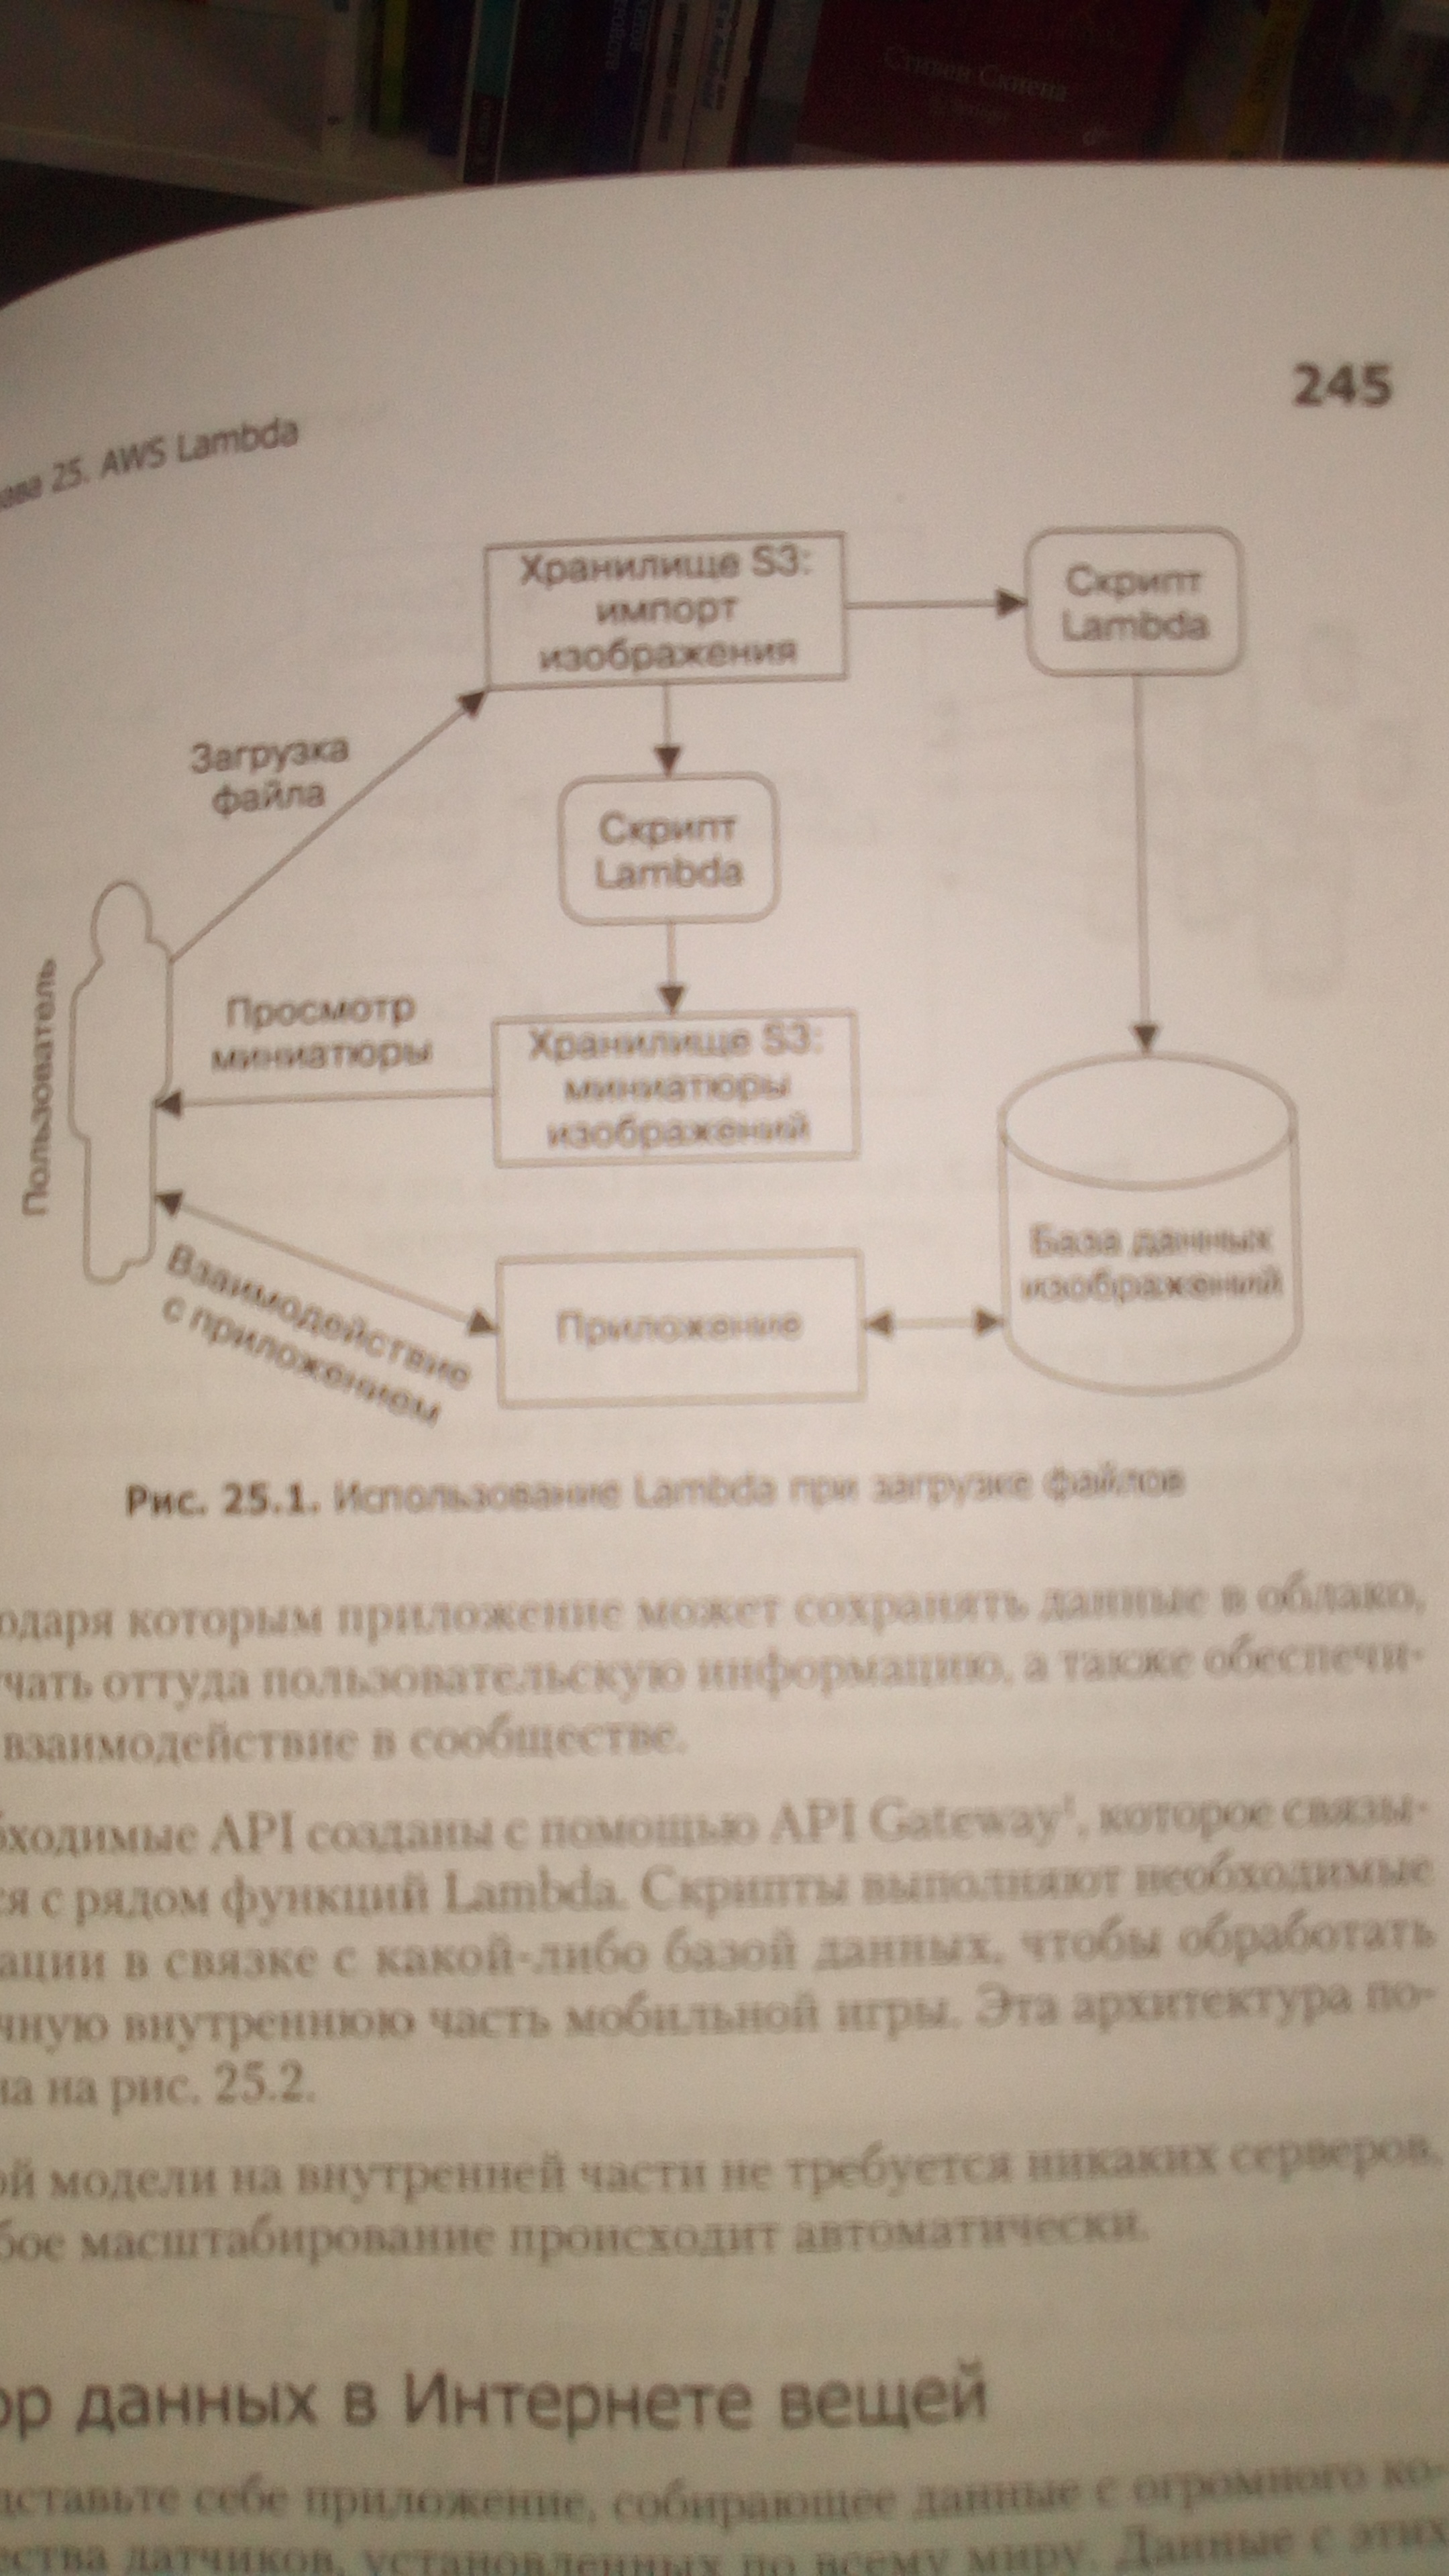 Стивен Скиена
245
25. AWS Lambda
Хранилище S3:
импорт
изображения
Скрипт
Lambda
Загрузка
файла
Скрипт
Lambda
Пользователь
Просмотр
миниатюры
Хранилище S3:
миниатюры
изображений
База данных
изображений
Взаимодействие
с приложением
Приложение
Рис. 25.1. Использование Lambda при загрузке файлов
одаря которым приложение может сохранять данные в облако,
чать оттуда пользовательскую информацию, а также обеспечи-
взаимодействие в сообществе.
бходимые API созданы с помощью API Gateway¹, которое связы-
ся с рядом функций Lambda. Скрипты выполняют необходимые
ации в связке с какой-либо базой данных, чтобы обработать
чную внутреннюю часть мобильной игры. Эта архитектура по-
на на рис. 25.2.
ой модели на внутренней части не требуется никаких серверов,
бое масштабирование происходит автоматически.
ор данных в Интернете вещей
дставьте себе приложение, собирающее данные с огромного ко-
ества датчиков, установленных по всему миру. Данные с этих